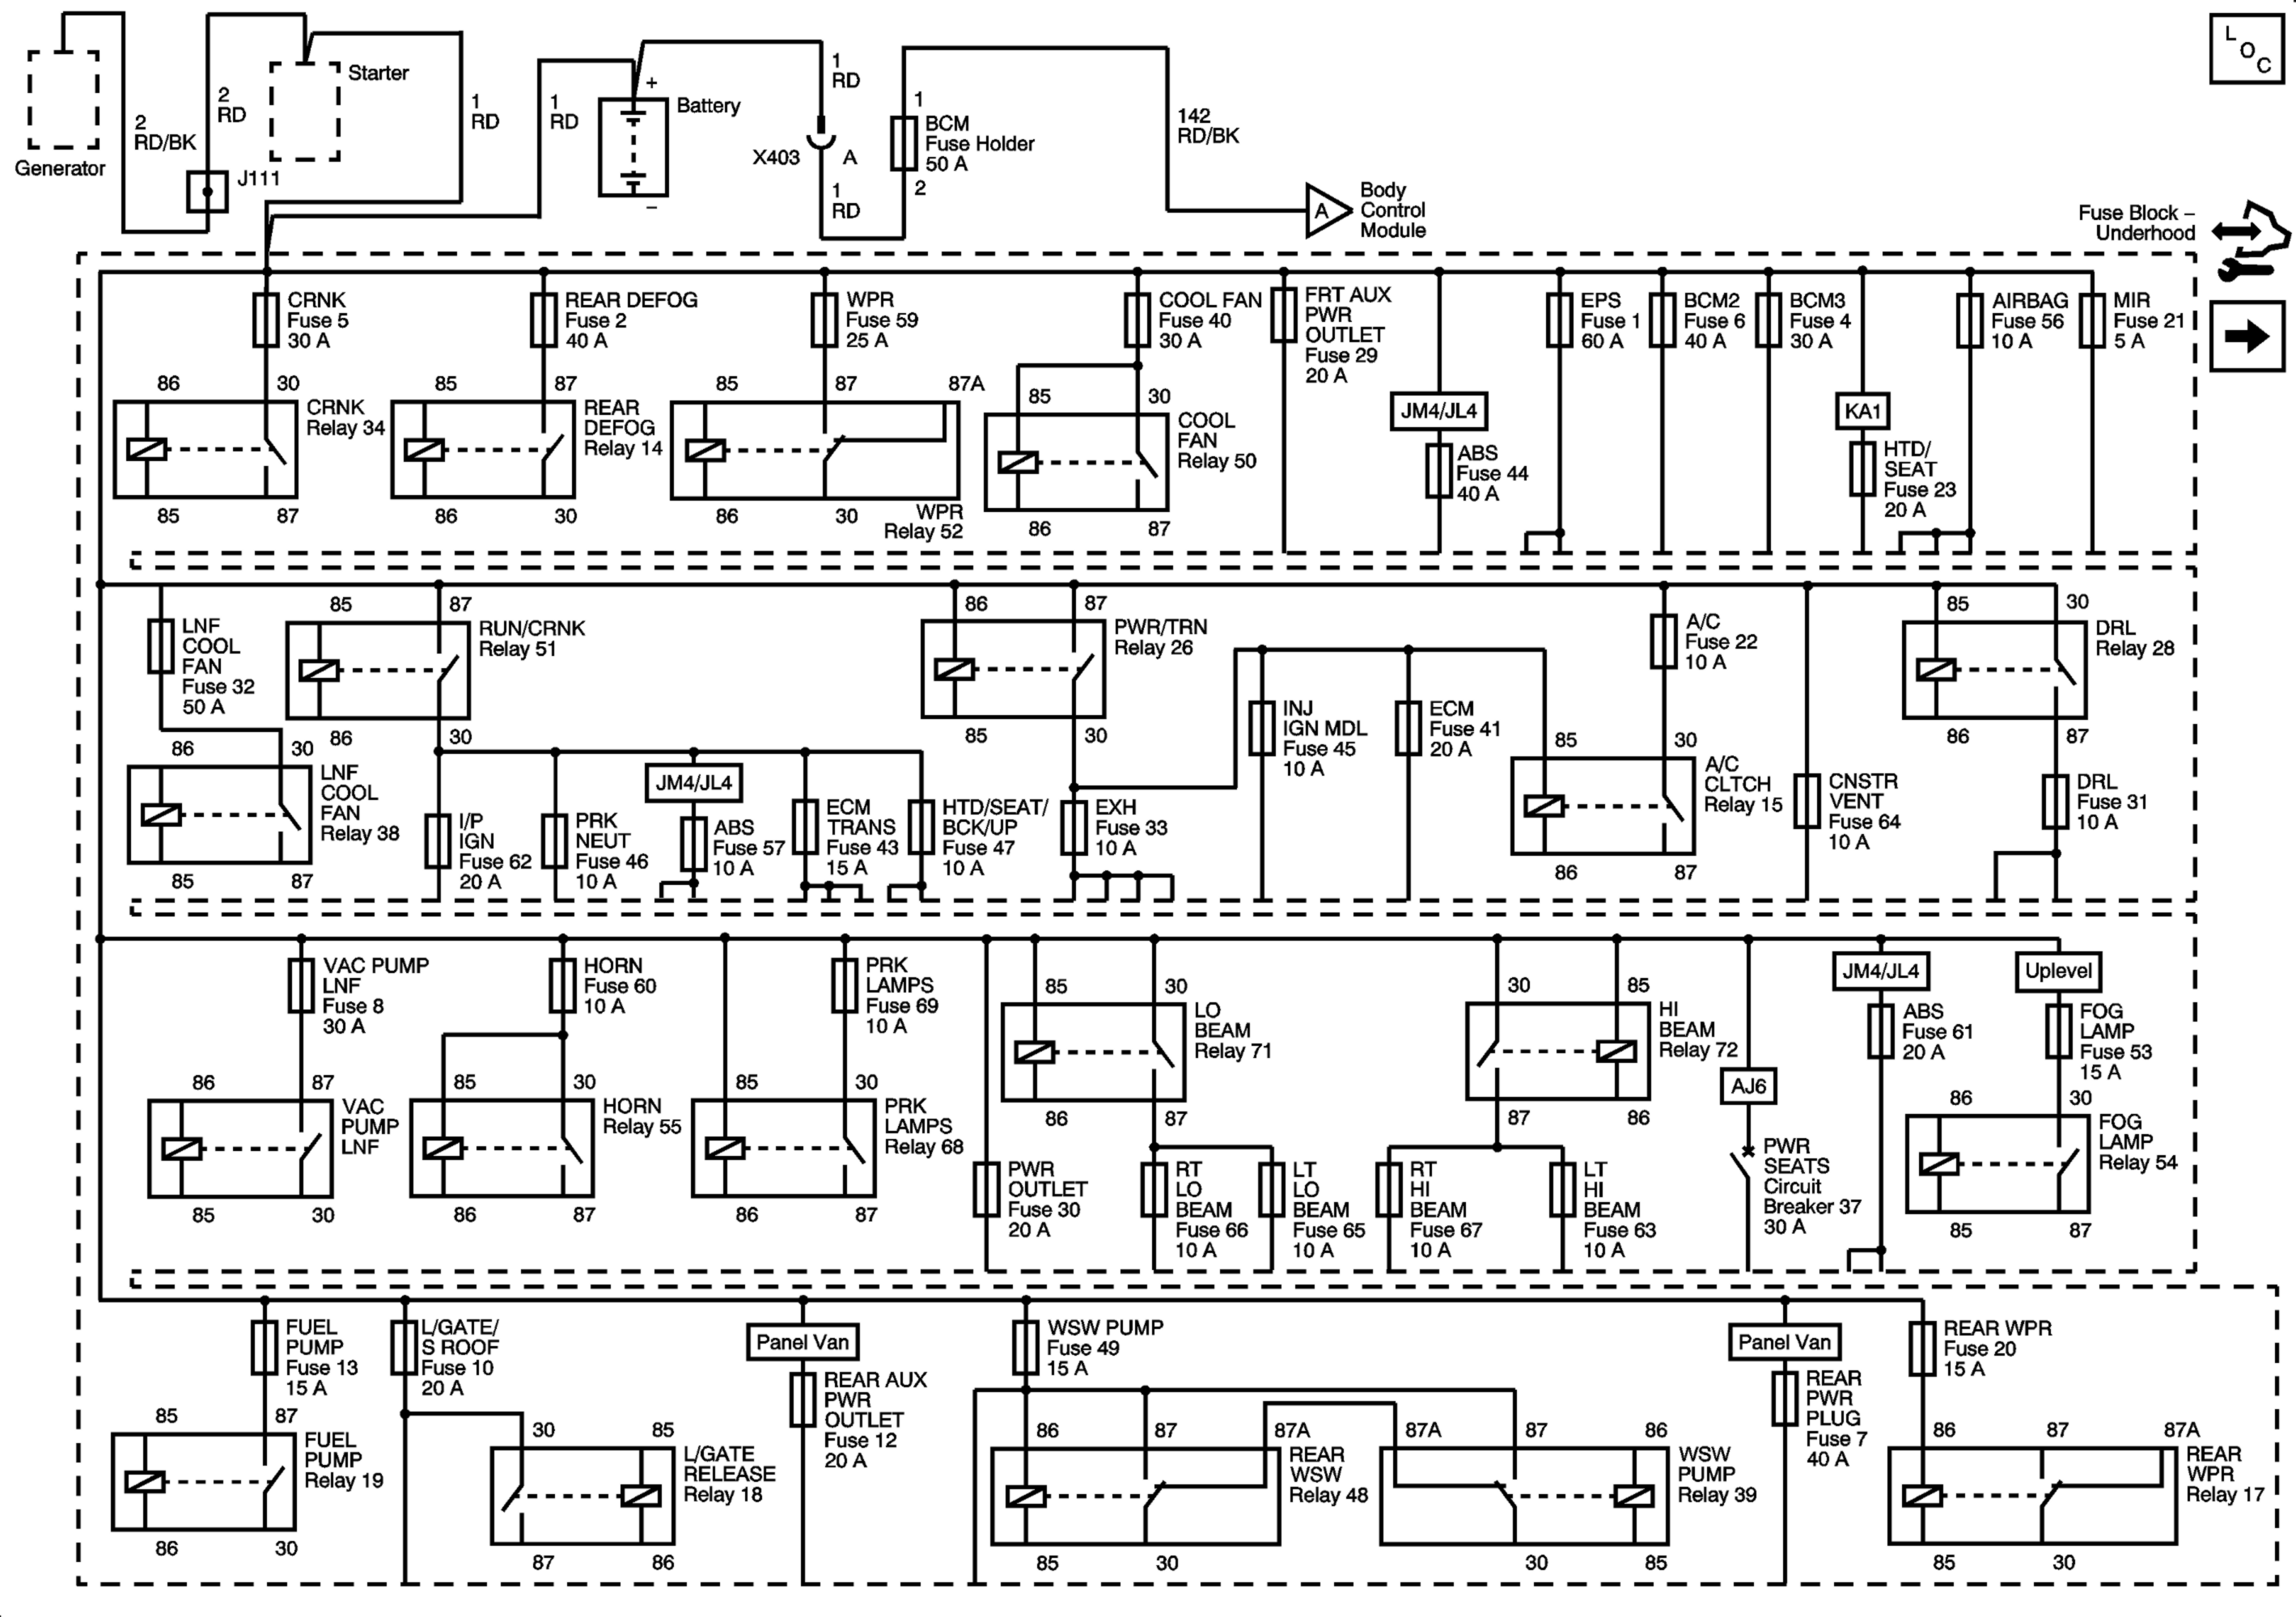 L
O
C
Generator
2
RD/BK
2
RD
J111
Starter
1
RD
1
RD
+
Battery
−
1
RD
X403
A
1
RD
1
BCM
Fuse Holder
50 A
2
142
RD/BK
A
Body
Control
Module
Fuse Block –
Underhood
CRNK
Fuse 5
30 A
REAR DEFOG
Fuse 2
40 A
WPR
Fuse 59
25 A
COOL FAN
Fuse 40
30 A
FRT AUX
PWR
OUTLET
Fuse 29
20 A
EPS
Fuse 1
60 A
BCM2
Fuse 6
40 A
BCM3
Fuse 4
30 A
AIRBAG
Fuse 56
10 A
MIR
Fuse 21
5 A
86
30
CRNK
Relay 34
85
87
85
87
REAR
DEFOG
Relay 14
86
30
85
87
87A
86
30
WPR
Relay 52
85
30
COOL
FAN
Relay 50
86
87
JM4/JL4
ABS
Fuse 44
40 A
KA1
HTD/
SEAT
Fuse 23
20 A
LNF
COOL
FAN
Fuse 32
50 A
86
30
LNF
COOL
FAN
Relay 38
85
87
85
87
RUN/CRNK
Relay 51
86
30
I/P
IGN
Fuse 62
20 A
PRK
NEUT
Fuse 46
10 A
JM4/JL4
ABS
Fuse 57
10 A
ECM
TRANS
Fuse 43
15 A
HTD/SEAT/
BCK/UP
Fuse 47
10 A
86
87
PWR/TRN
Relay 26
85
30
EXH
Fuse 33
10 A
INJ
IGN MDL
Fuse 45
10 A
ECM
Fuse 41
20 A
A/C
Fuse 22
10 A
85
30
A/C
CLTCH
Relay 15
86
87
CNSTR
VENT
Fuse 64
10 A
85
30
DRL
Relay 28
86
87
DRL
Fuse 31
10 A
VAC PUMP
LNF
Fuse 8
30 A
86
87
VAC
PUMP
LNF
85
30
HORN
Fuse 60
10 A
85
30
HORN
Relay 55
86
87
PRK
LAMPS
Fuse 69
10 A
85
30
PRK
LAMPS
Relay 68
86
87
PWR
OUTLET
Fuse 30
20 A
85
30
LO
BEAM
Relay 71
86
87
RT
LO
BEAM
Fuse 66
10 A
LT
LO
BEAM
Fuse 65
10 A
30
85
HI
BEAM
Relay 72
87
86
RT
HI
BEAM
Fuse 67
10 A
LT
HI
BEAM
Fuse 63
10 A
AJ6
PWR
SEATS
Circuit
Breaker 37
30 A
JM4/JL4
ABS
Fuse 61
20 A
Uplevel
FOG
LAMP
Fuse 53
15 A
86
30
FOG
LAMP
Relay 54
85
87
FUEL
PUMP
Fuse 13
15 A
85
87
FUEL
PUMP
Relay 19
86
30
L/GATE/
S ROOF
Fuse 10
20 A
30
85
L/GATE
RELEASE
Relay 18
87
86
Panel Van
REAR AUX
PWR
OUTLET
Fuse 12
20 A
WSW PUMP
Fuse 49
15 A
86
87
87A
REAR
WSW
Relay 48
85
30
87A
87
86
WSW
PUMP
Relay 39
30
85
Panel Van
REAR
PWR
PLUG
Fuse 7
40 A
REAR WPR
Fuse 20
15 A
86
87
87A
REAR
WPR
Relay 17
85
30